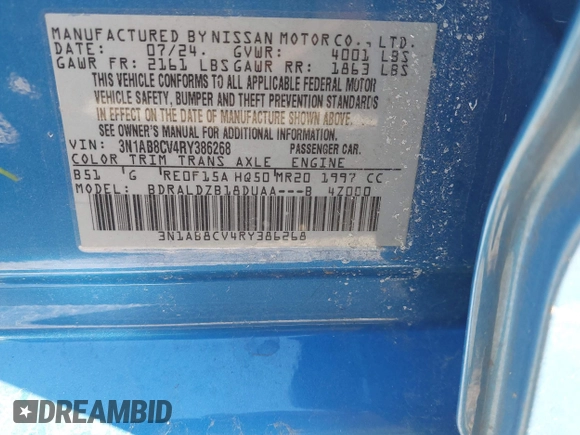 MANUFACTURED BY NISSAN MOTOR CO., LTD.
DATE: 07/24. GVWR: 4001 LBS
GAWR FR: 2161 LBS GAWR RR: 1863 LBS
THIS VEHICLE CONFORMS TO ALL APPLICABLE FEDERAL MOTOR
VEHICLE SAFETY, BUMPER AND THEFT PREVENTION STANDARDS
IN EFFECT ON THE DATE OF MANUFACTURE SHOWN ABOVE.
SEE OWNER'S MANUAL FOR ADDITIONAL INFORMATION.
VIN: 3N1AB8CV4RY386268 PASSENGER CAR.
COLOR TRIM TRANS AXLE ENGINE
B51 G RE0F15A HQ50 MR20 1997 CC
MODEL: BDRALDZB18DUAA---B 47000
3N1AB8CV4RY386268
DREAMBID